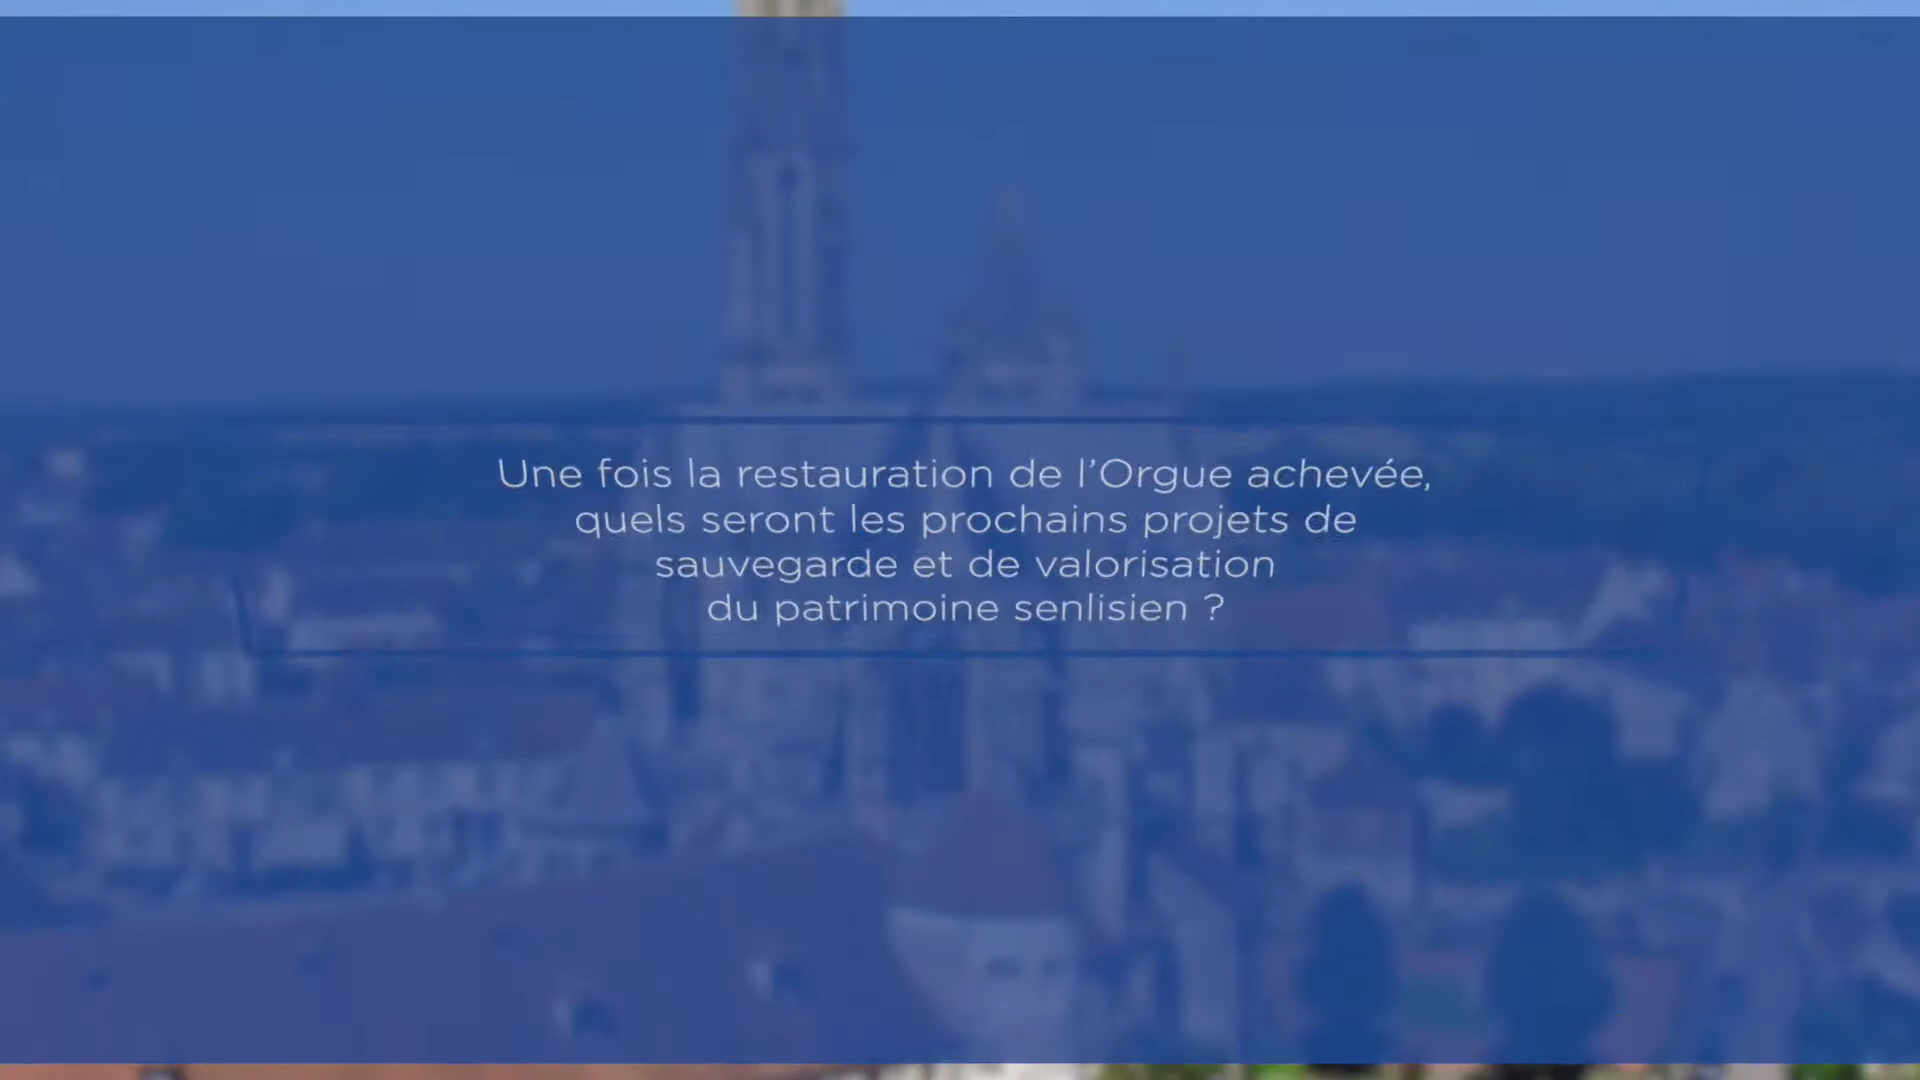 Une fois la restauration de l’Orgue achevée,
quels seront les prochains projets de
sauvegarde et de valorisation
du patrimoine senlisien ?